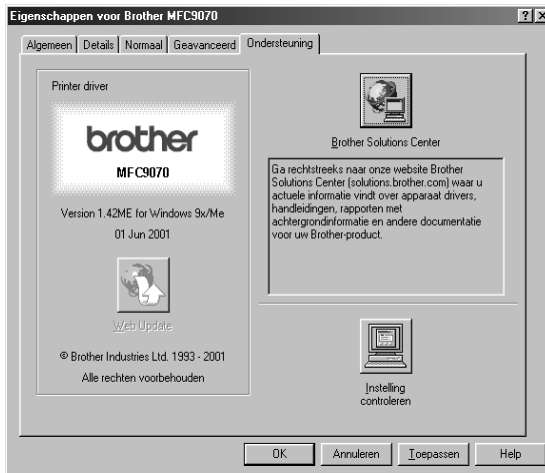 Eigenschappen voor Brother MFC9070
Algemeen Details Normaal Geavanceerd Ondersteuning
Printer driver
brother
MFC9070
Version 1.42ME for Windows 9x/Me
01 Jun 2001
Web Update
© Brother Industries Ltd. 1993 - 2001
Alle rechten voorbehouden
Brother Solutions Center
Ga rechtstreeks naar onze website Brother
Solutions Center (solutions.brother.com) waar u
actuele informatie vindt over apparaat drivers,
handleidingen, rapporten met
achtergrondinformatie en andere documentatie
voor uw Brother-product.
Instelling
controleren
OK Annuleren Toepassen Help